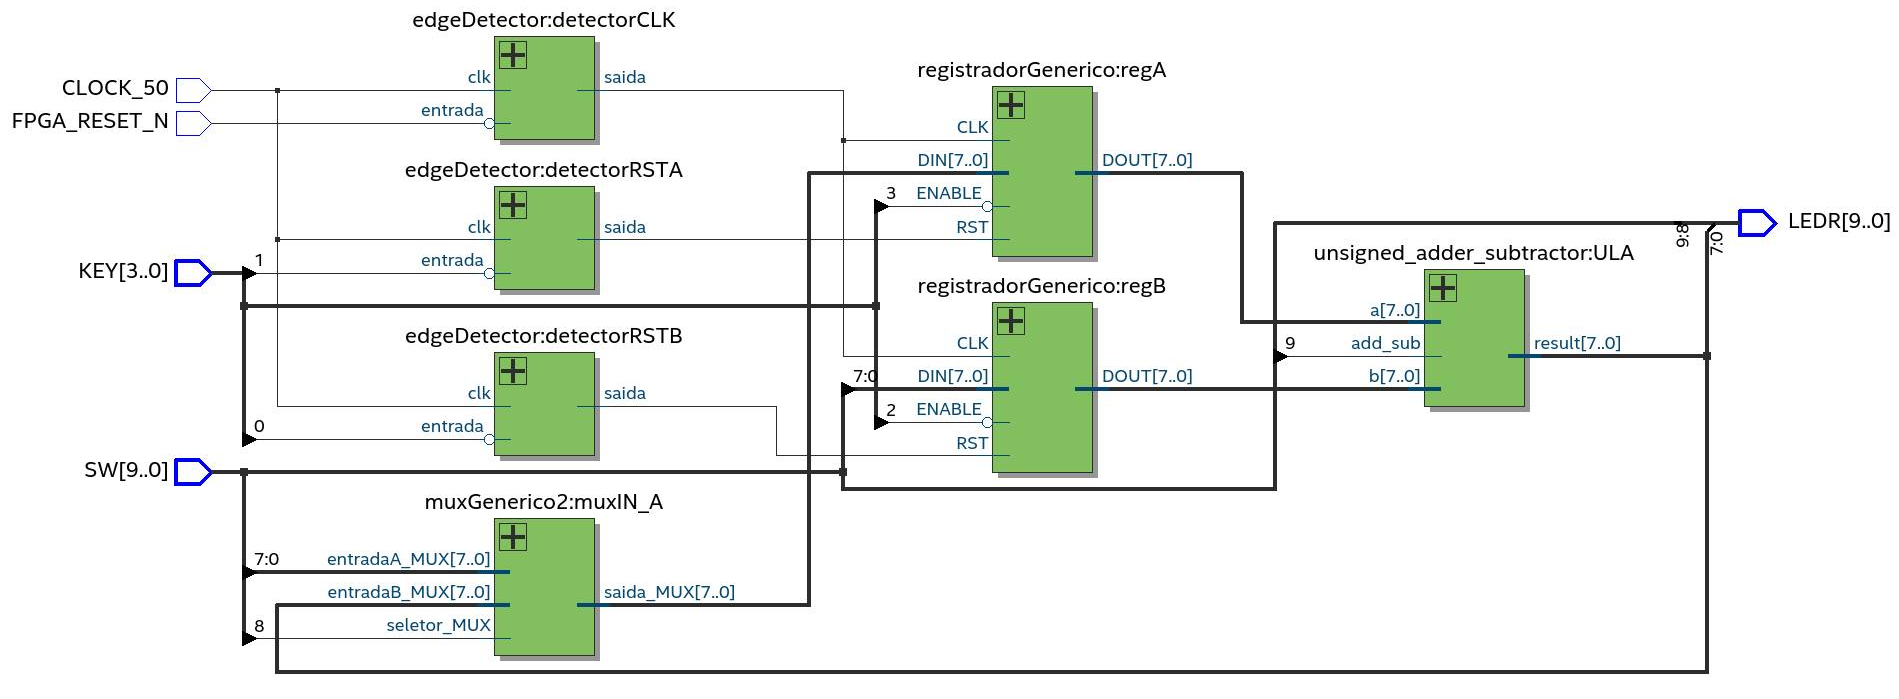 edgeDetector:detectorCLK
CLOCK_50
clk
saida
FPGA_RESET_N
entrada
edgeDetector:detectorRSTA
clk
saida
KEY[3..0]
1
entrada
edgeDetector:detectorRSTB
clk
saida
0
entrada
SW[9..0]
muxGenerico2:muxIN_A
7:0
entradaA_MUX[7..0]
entradaB_MUX[7..0]
saida_MUX[7..0]
8
seletor_MUX
registradorGenerico:regA
CLK
DIN[7..0]
DOUT[7..0]
3
ENABLE
RST
registradorGenerico:regB
CLK
7:0
DIN[7..0]
DOUT[7..0]
2
ENABLE
RST
unsigned_adder_subtractor:ULA
a[7..0]
9
add_sub
result[7..0]
b[7..0]
9:8
7:0
LEDR[9..0]